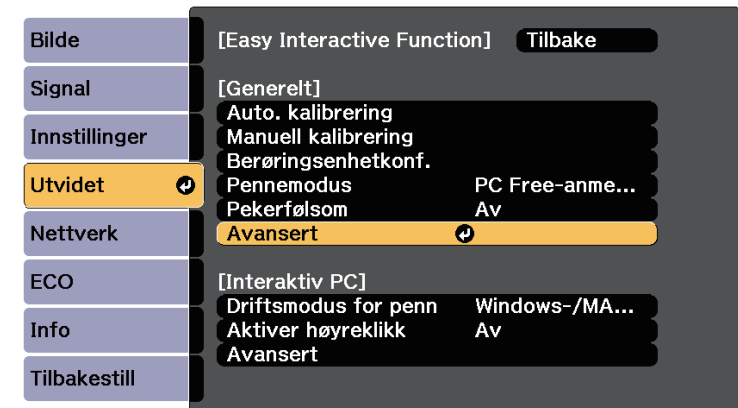 Bilde
Signal
Innstillinger
Utvidet
Nettverk
ECO
Info
Tilbakestill
[Easy Interactive Function] Tilbake
[Generelt]
Auto. kalibrering
Manuell kalibrering
Berøringsenhetkonf.
Pennemodus PC Free-anme...
Pekerfølsom Av
Avansert
[Interaktiv PC]
Driftsmodus for penn Windows-/MA...
Aktiver høyreklikk Av
Avansert